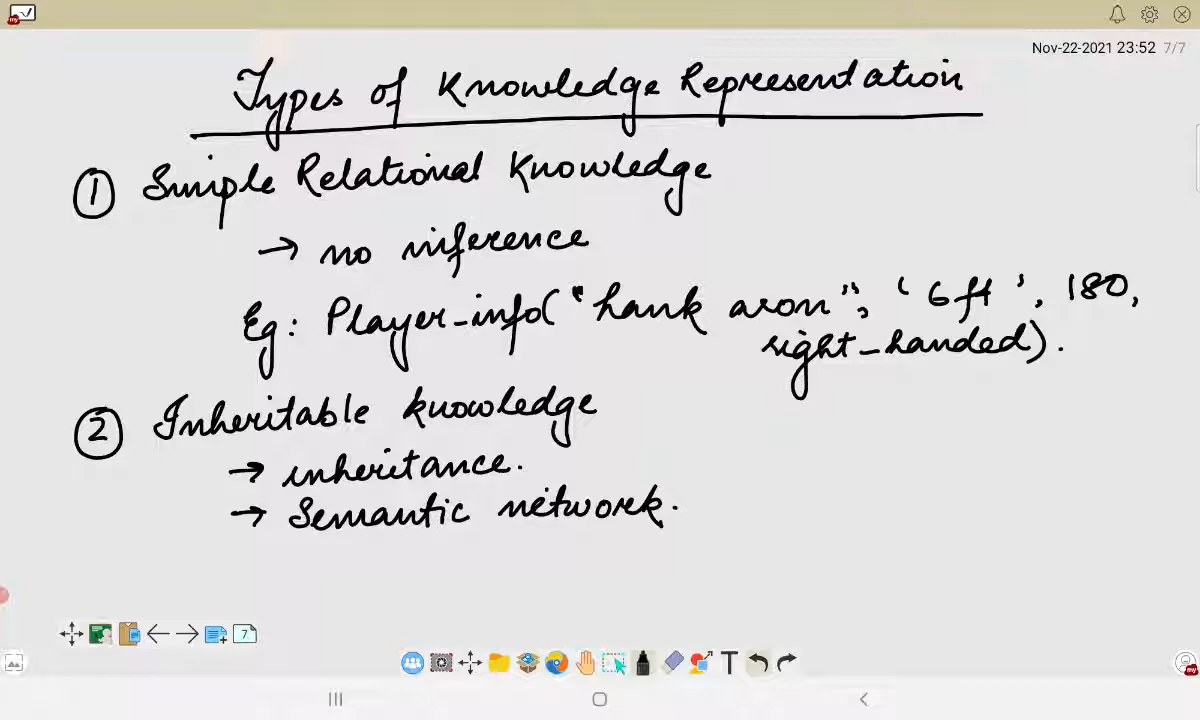 Nov-22-2021 23:52 7/7
Types of Knowledge Representation
① Simple Relational Knowledge
→ no inference
Eg: Player-info("hank aron", '6ft', 180,
right-handed).
② Inheritable knowledge
→ inheritance.
→ Semantic network.
7
T